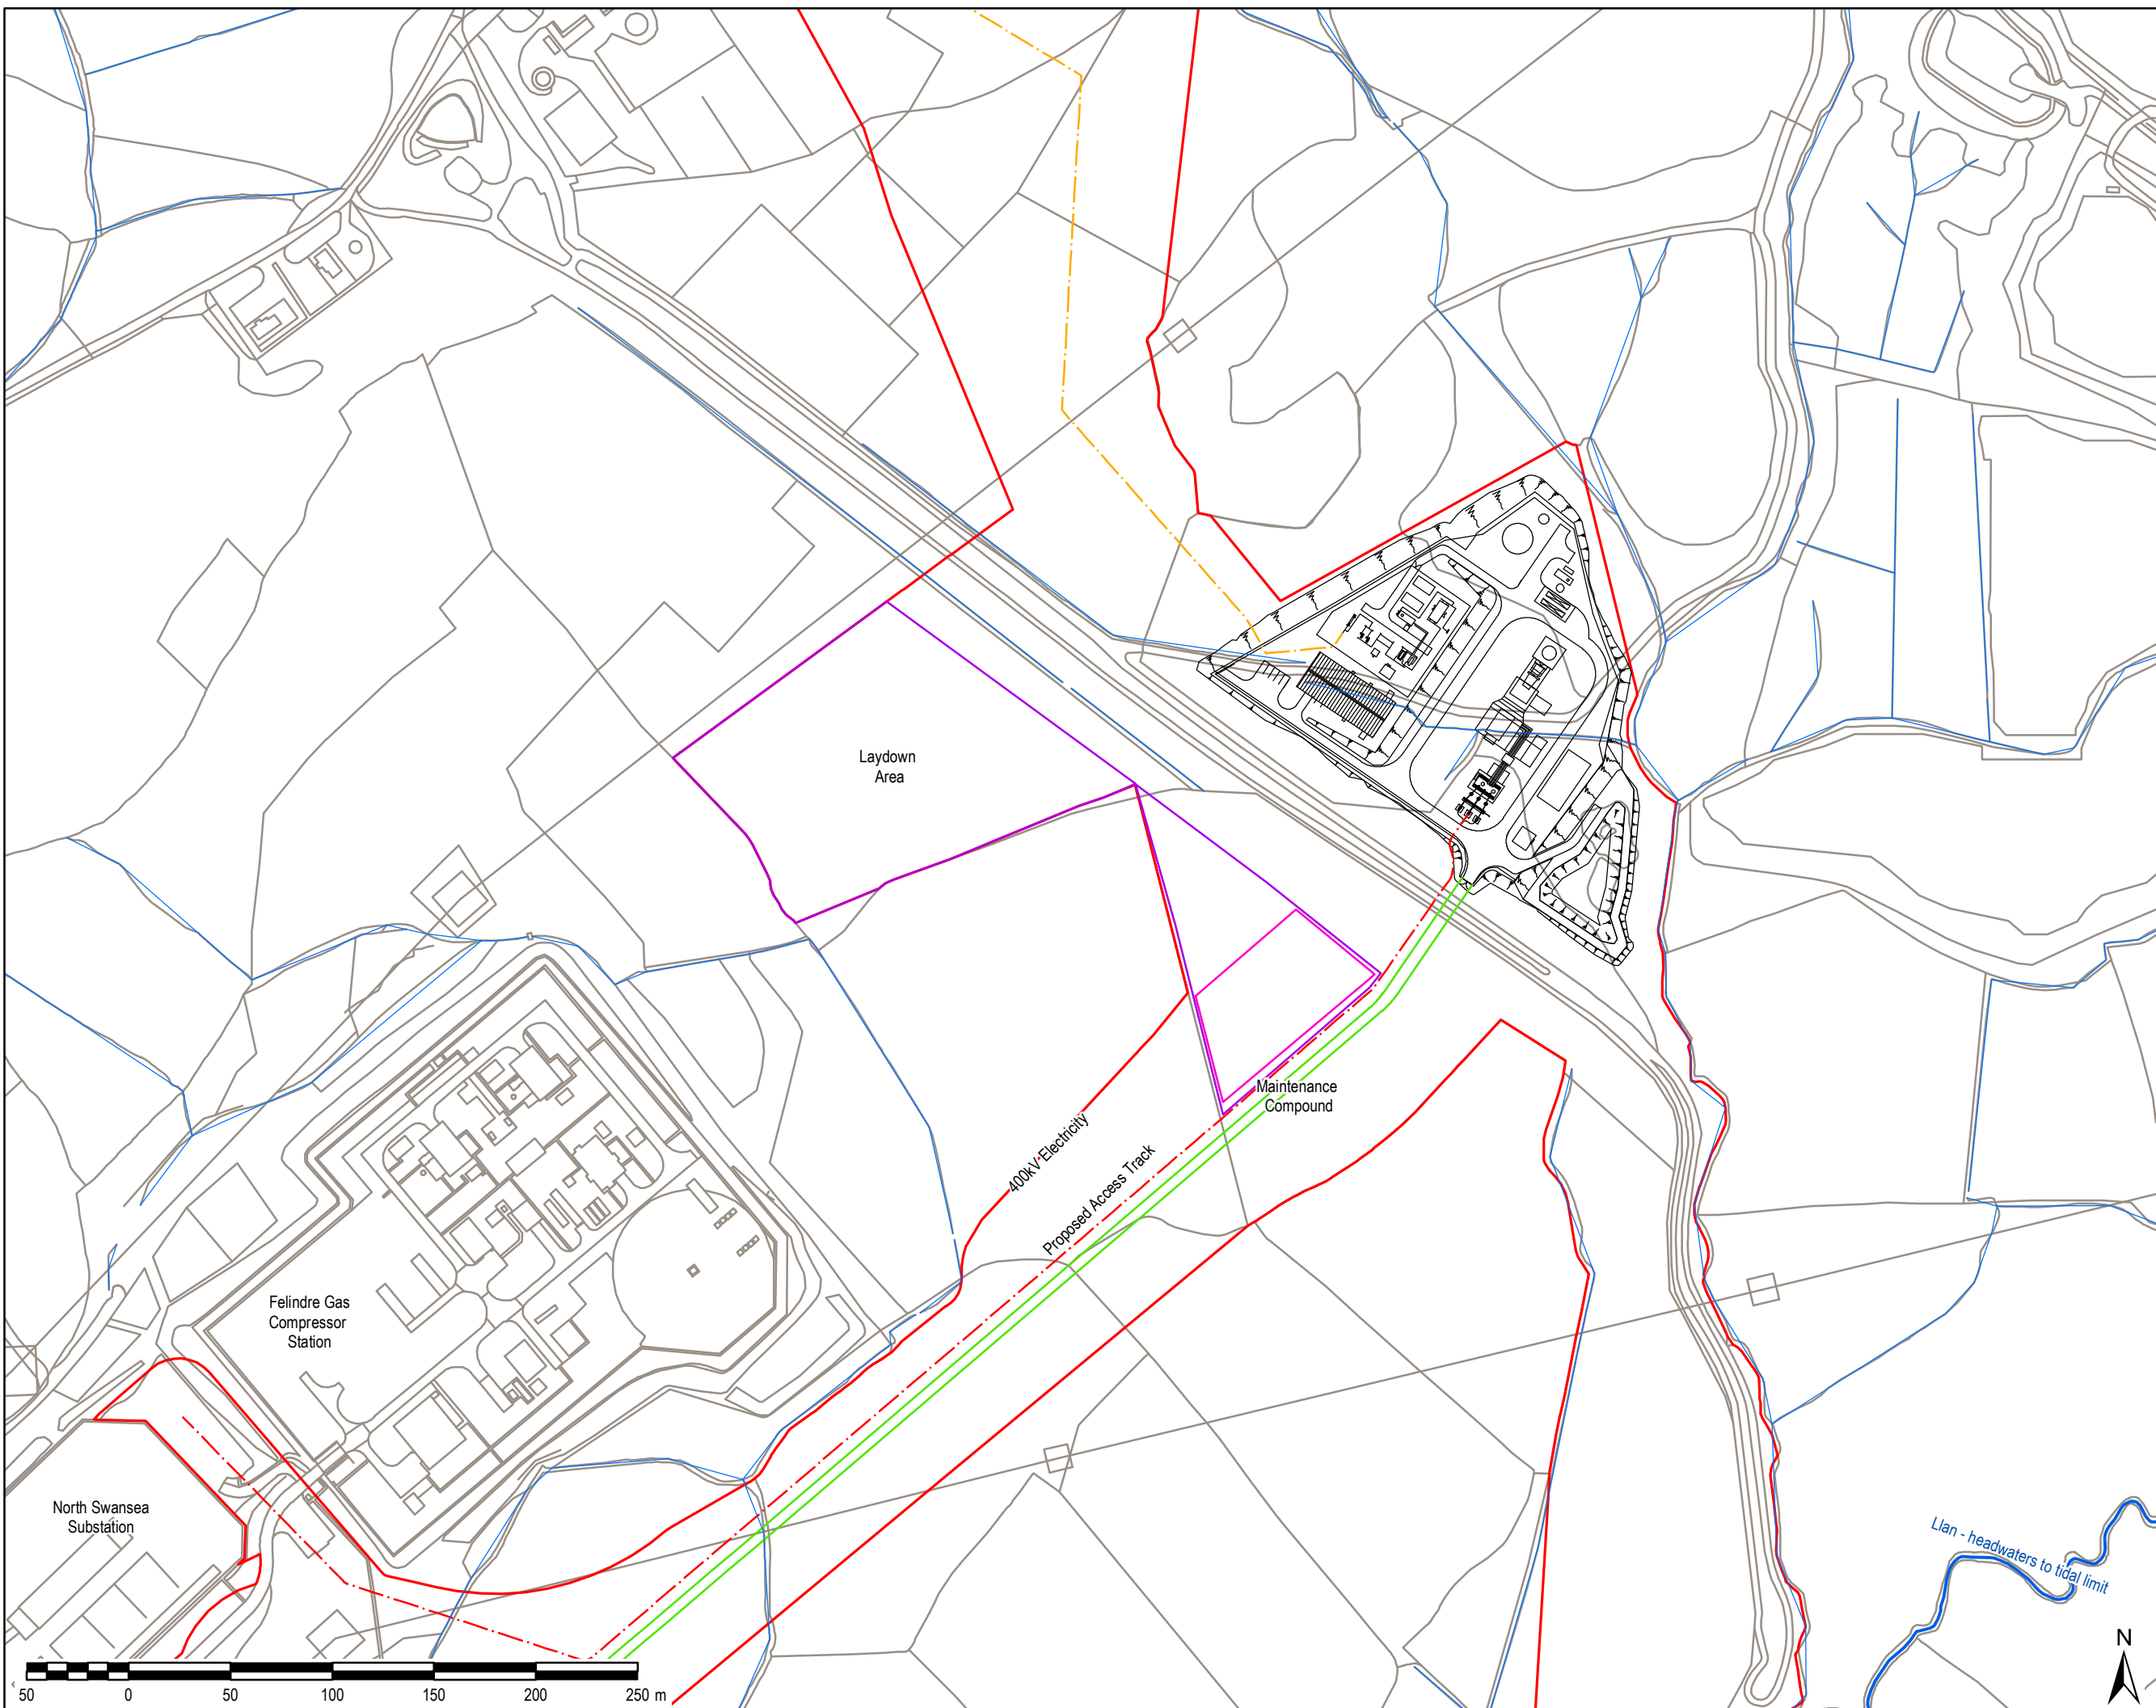 Laydown
Area
Maintenance
Compound
400kV Electricity
Proposed Access Track
Felindre Gas
Compressor
Station
North Swansea
Substation
Llan - headwaters to tidal limit
N
50 0 50 100 150 200 250 m